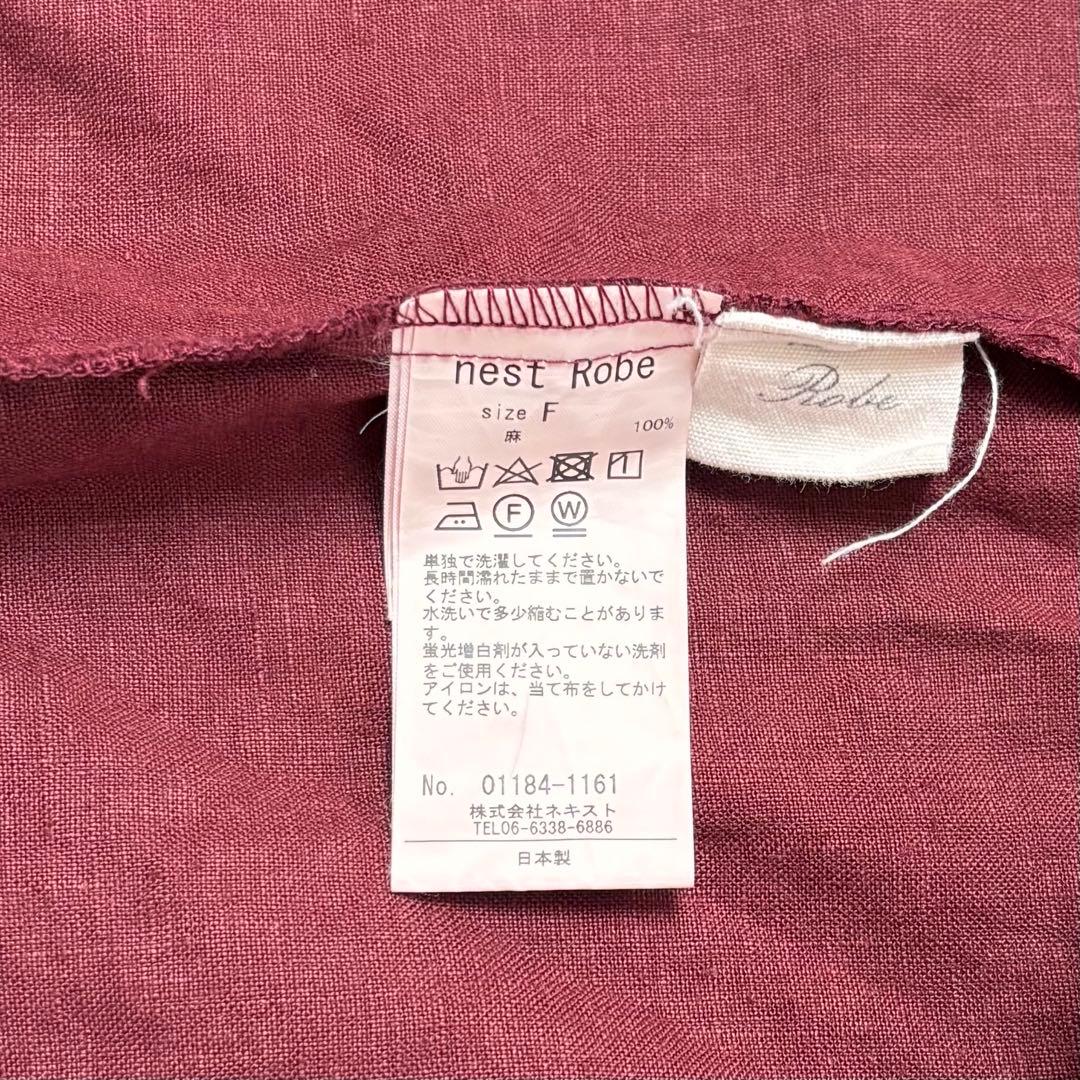 nest Robe
size F
麻 100%
F W
単独で洗濯してください。
長時間濡れたままで置かないで
ください。
水洗いで多少縮むことがありま
す。
蛍光増白剤が入っていない洗剤
をご使用ください。
アイロンは、当て布をしてかけ
てください。
No. 01184-1161
株式会社ネキスト
TEL06-6338-6886
日本製
Robe